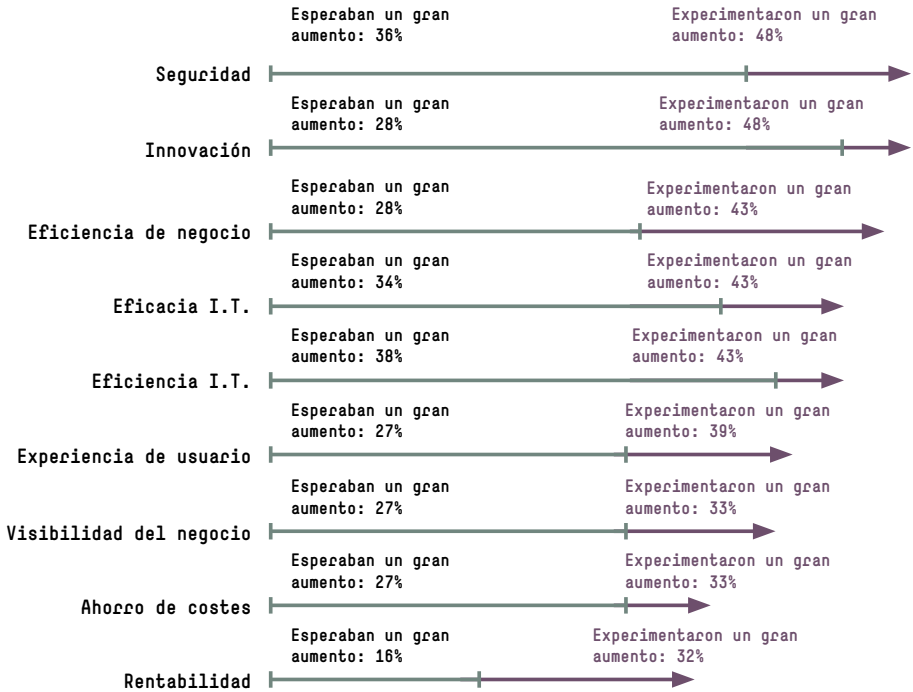 Esperaban un gran
aumento: 36%
Experimentaron un gran
aumento: 48%
Seguridad
Esperaban un gran
aumento: 28%
Experimentaron un gran
aumento: 48%
Innovación
Esperaban un gran
aumento: 28%
Experimentaron un gran
aumento: 43%
Eficiencia de negocio
Esperaban un gran
aumento: 34%
Experimentaron un gran
aumento: 43%
Eficacia I.T.
Esperaban un gran
aumento: 38%
Experimentaron un gran
aumento: 43%
Eficiencia I.T.
Esperaban un gran
aumento: 27%
Experimentaron un gran
aumento: 39%
Experiencia de usuario
Esperaban un gran
aumento: 27%
Experimentaron un gran
aumento: 33%
Visibilidad del negocio
Esperaban un gran
aumento: 27%
Experimentaron un gran
aumento: 33%
Ahorro de costes
Esperaban un gran
aumento: 16%
Experimentaron un gran
aumento: 32%
Rentabilidad